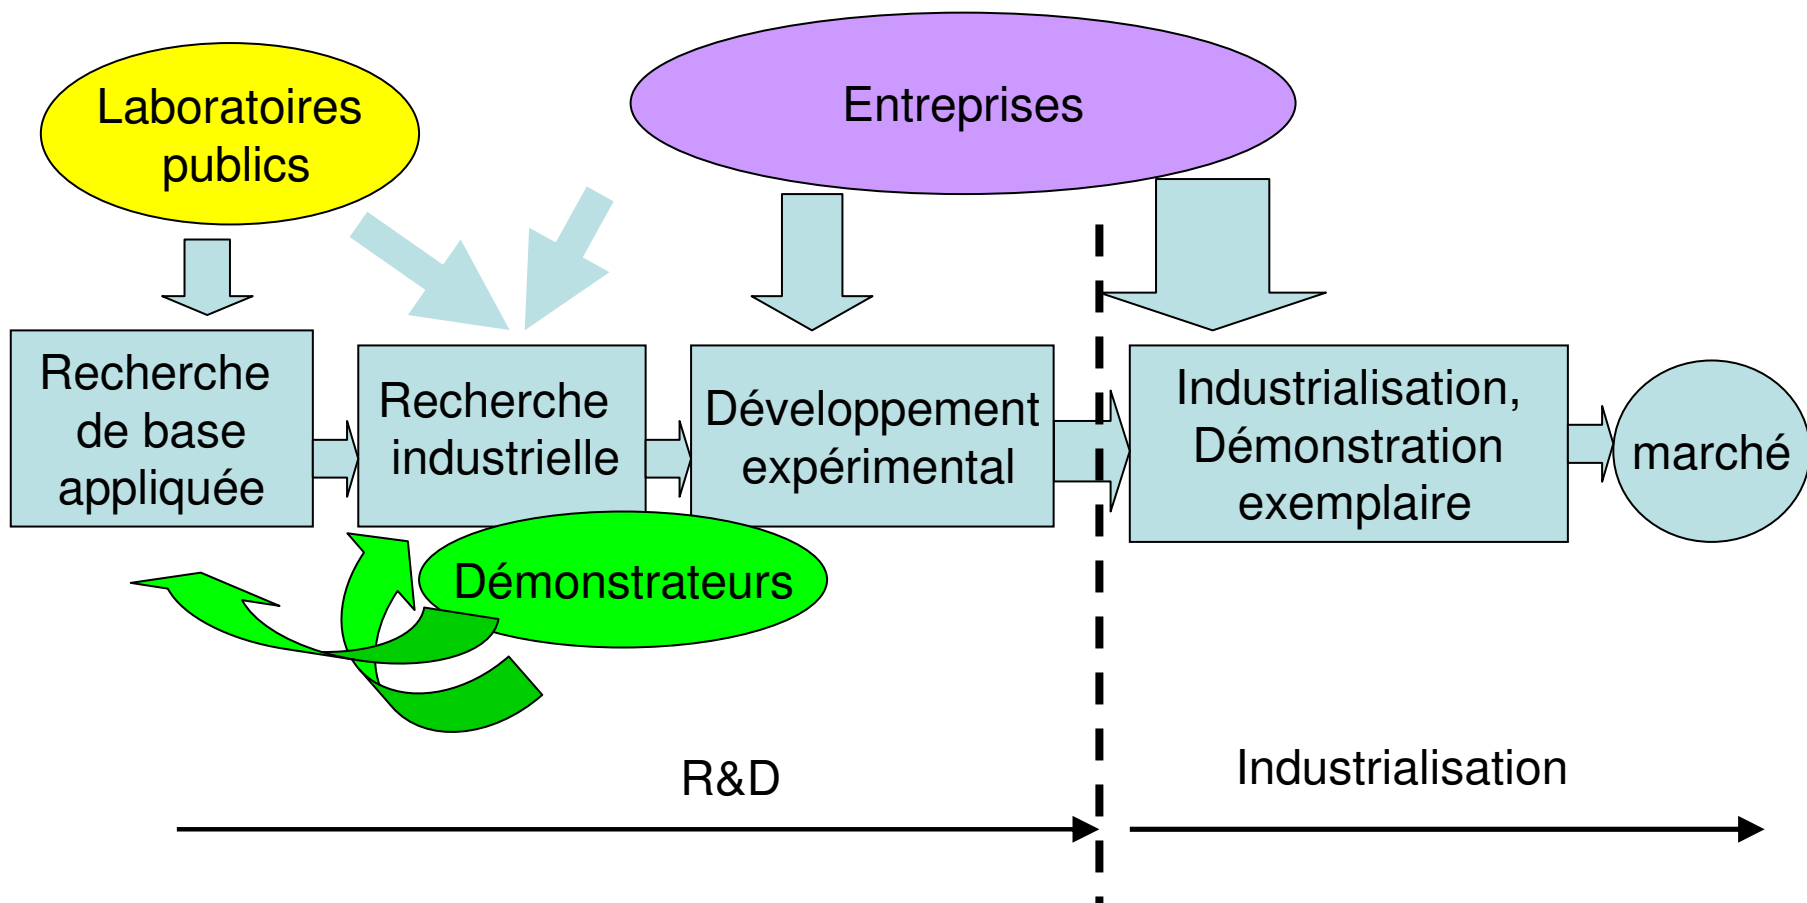 Laboratoires
publics
Entreprises
Recherche
de base
appliquée
Recherche
industrielle
Développement
expérimental
Industrialisation,
Démonstration
exemplaire
marché
Démonstrateurs
R&D
Industrialisation